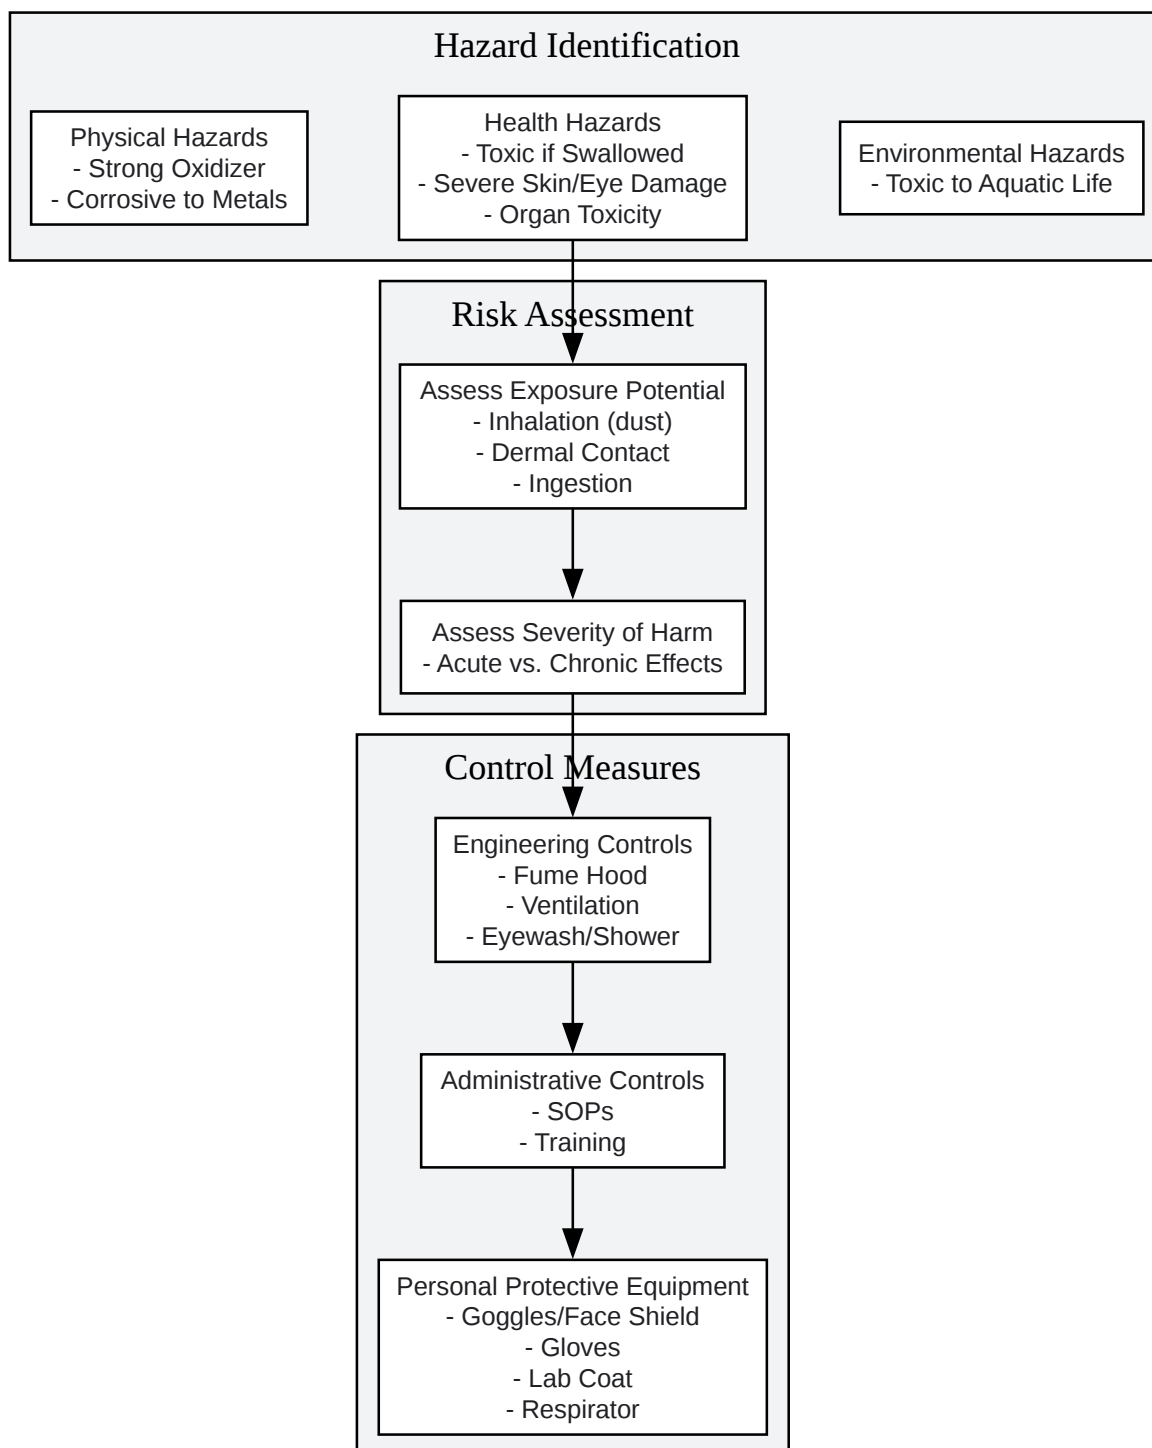 Hazard Identification
Physical Hazards
- Strong Oxidizer
- Corrosive to Metals
Health Hazards
- Toxic if Swallowed
- Severe Skin/Eye Damage
- Organ Toxicity
Environmental Hazards
- Toxic to Aquatic Life
Risk Assessment
Assess Exposure Potential
- Inhalation (dust)
- Dermal Contact
- Ingestion
Assess Severity of Harm
- Acute vs. Chronic Effects
Control Measures
Engineering Controls
- Fume Hood
- Ventilation
- Eyewash/Shower
Administrative Controls
- SOPs
- Training
Personal Protective Equipment
- Goggles/Face Shield
- Gloves
- Lab Coat
- Respirator